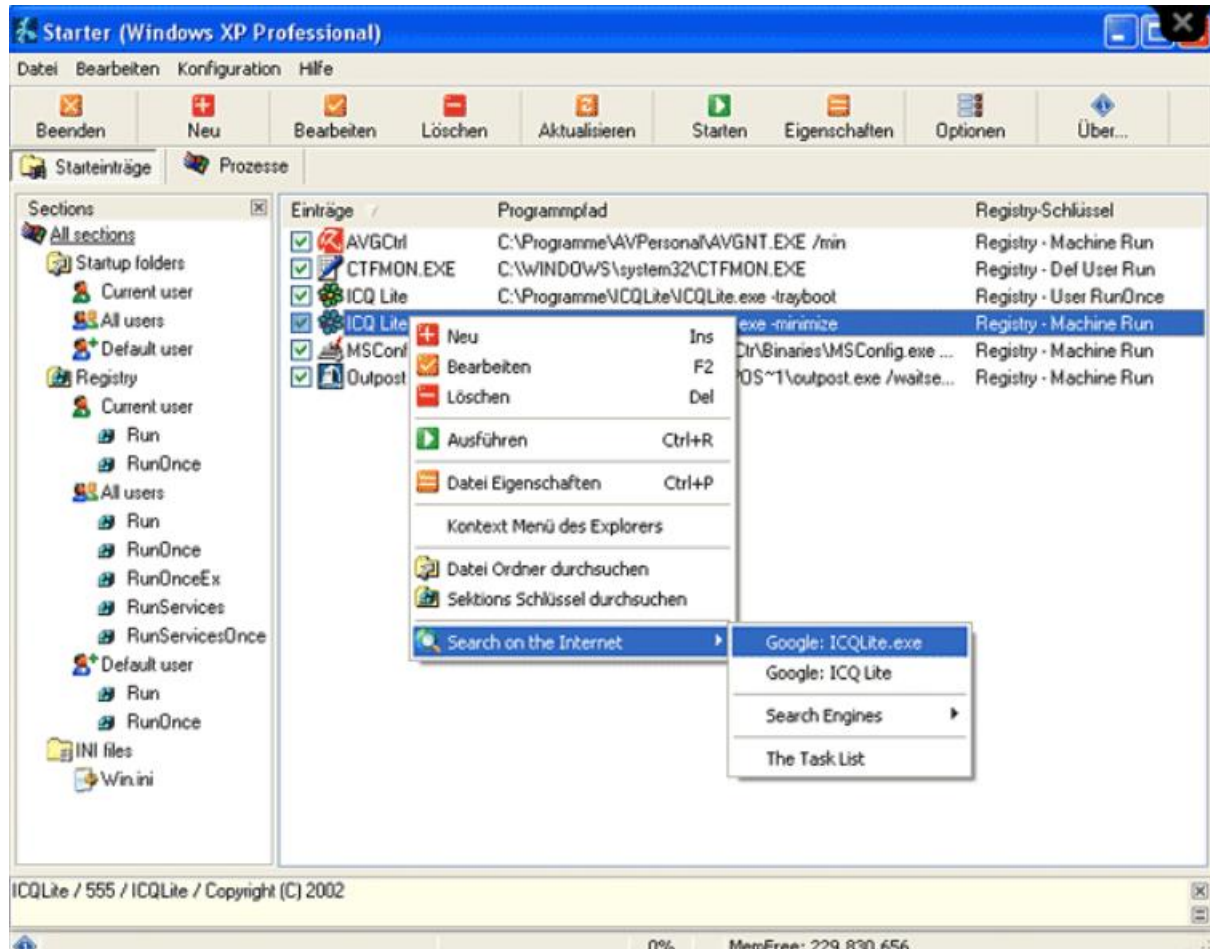 Starter (Windows XP Professional)
Datei Bearbeiten Konfiguration Hilfe
Beenden Neu Bearbeiten Löschen Aktualisieren Starten Eigenschaften Optionen Über...
Starteinträge Prozesse
Sections
All sections
Startup folders
Current user
All users
Default user
Registry
Current user
Run
RunOnce
All users
Run
RunOnce
RunOnceEx
RunServices
RunServicesOnce
Default user
Run
RunOnce
INI files
Win.ini
Einträge Programmpfad Registry-Schlüssel
AVGCtrl C:\Programme\AVPersonal\AVGNT.EXE /min Registry - Machine Run
CTFMON.EXE C:\WINDOWS\system32\CTFMON.EXE Registry - Def User Run
ICQ Lite C:\Programme\ICQLite\ICQLite.exe -trayboot Registry - User RunOnce
ICQ Lite exe -minimize Registry - Machine Run
MSConf Ctr\Binaries\MSConfig.exe ... Registry - Machine Run
Outpost OS~1\outpost.exe /waitse... Registry - Machine Run
Neu Ins
Bearbeiten F2
Löschen Del
Ausführen Ctrl+R
Datei Eigenschaften Ctrl+P
Kontext Menü des Explorers
Datei Ordner durchsuchen
Sektions Schlüssel durchsuchen
Search on the Internet
Google: ICQLite.exe
Google: ICQ Lite
Search Engines
The Task List
ICQLite / 555 / ICQLite / Copyright (C) 2002
0% MemFree: 229 830 656